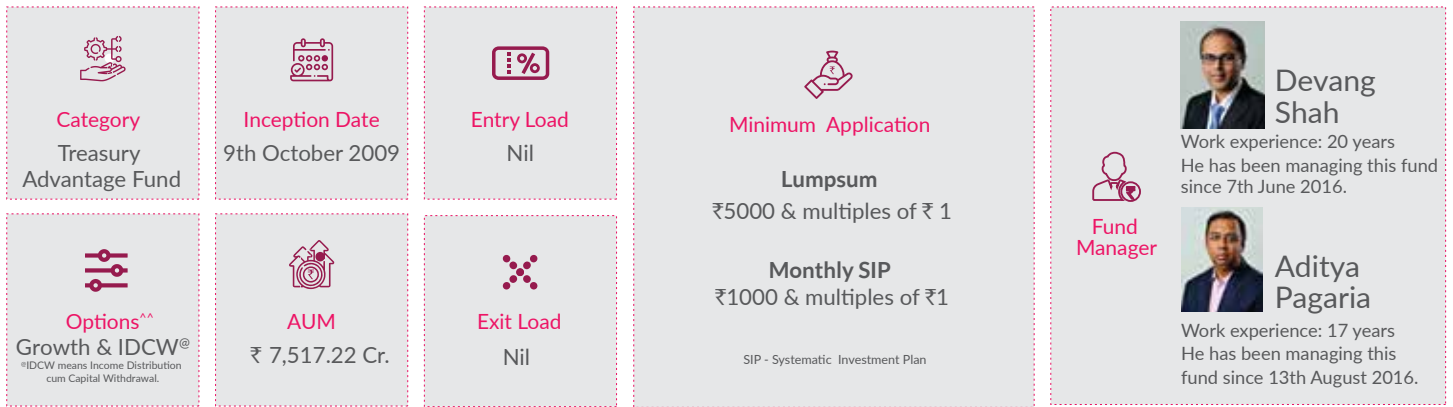 Category
Treasury
Advantage Fund
Inception Date
9th October 2009
Entry Load
Nil
Options^^
Growth & IDCW@
@IDCW means Income Distribution
cum Capital Withdrawal.
AUM
₹ 7,517.22 Cr.
Exit Load
Nil
Minimum Application
Lumpsum
₹5000 & multiples of ₹ 1
Monthly SIP
₹1000 & multiples of ₹1
SIP - Systematic Investment Plan
Fund
Manager
Devang
Shah
Work experience: 20 years
He has been managing this fund
since 7th June 2016.
Aditya
Pagaria
Work experience: 17 years
He has been managing this
fund since 13th August 2016.